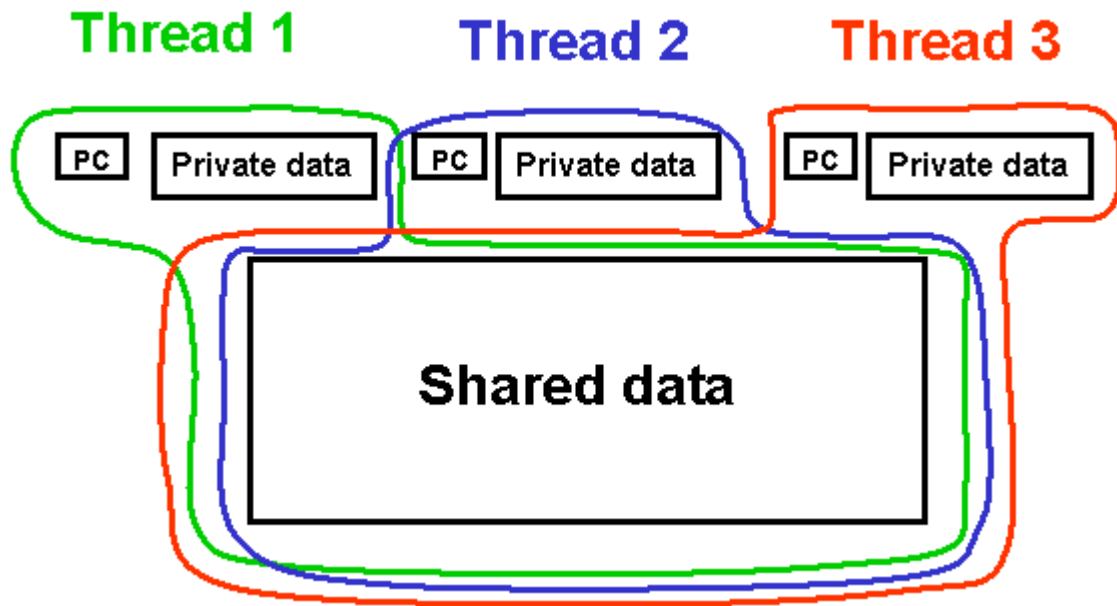 Thread 1 Thread 2 Thread 3
PC Private data PC Private data PC Private data
Shared data